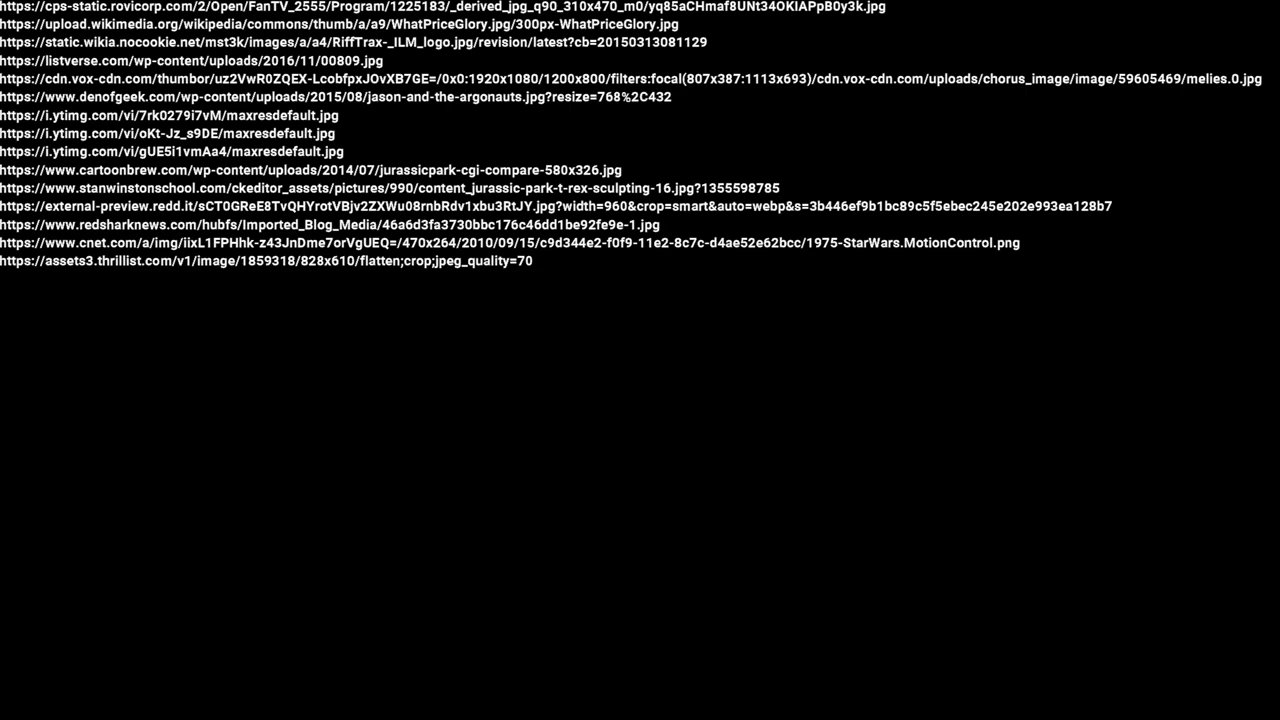 https://cps-static.rovicorp.com/2/Open/FanTV_2555/Program/1225183/_derived_jpg_q90_310x470_m0/yq85aCHmaf8UNt34OKIAPpB0y3k.jpg
https://upload.wikimedia.org/wikipedia/commons/thumb/a/a9/WhatPriceGlory.jpg/300px-WhatPriceGlory.jpg
https://static.wikia.nocookie.net/mst3k/images/a/a4/RiffTrax-_ILM_logo.jpg/revision/latest?cb=20150313081129
https://listverse.com/wp-content/uploads/2016/11/00809.jpg
https://cdn.vox-cdn.com/thumbor/uz2VwR0ZQEX-LcobfpxJOvXB7GE=/0x0:1920x1080/1200x800/filters:focal(807x387:1113x693)/cdn.vox-cdn.com/uploads/chorus_image/image/59605469/melies.0.jpg
https://www.denofgeek.com/wp-content/uploads/2015/08/jason-and-the-argonauts.jpg?resize=768%2C432
https://i.ytimg.com/vi/7rk0279i7vM/maxresdefault.jpg
https://i.ytimg.com/vi/oKt-Jz_s9DE/maxresdefault.jpg
https://i.ytimg.com/vi/gUE5i1vmAa4/maxresdefault.jpg
https://www.cartoonbrew.com/wp-content/uploads/2014/07/jurassicpark-cgi-compare-580x326.jpg
https://www.stanwinstonschool.com/ckeditor_assets/pictures/990/content_jurassic-park-t-rex-sculpting-16.jpg?1355598785
https://external-preview.redd.it/sCT0GReE8TvQHYrotVBjv2ZXWu08rnbRdv1xbu3RtJY.jpg?width=960&crop=smart&auto=webp&s=3b446ef9b1bc89c5f5ebec245e202e993ea128b7
https://www.redsharknews.com/hubfs/Imported_Blog_Media/46a6d3fa3730bbc176c46dd1be92fe9e-1.jpg
https://www.cnet.com/a/img/iixL1FPHhk-z43JnDme7orVgUEQ=/470x264/2010/09/15/c9d344e2-f0f9-11e2-8c7c-d4ae52e62bcc/1975-StarWars.MotionControl.png
https://assets3.thrillist.com/v1/image/1859318/828x610/flatten;crop;jpeg_quality=70